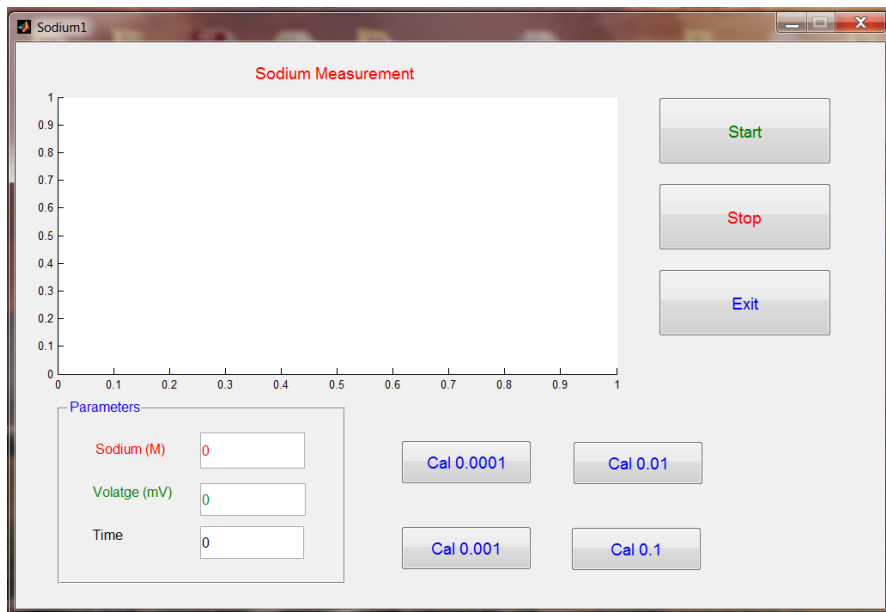 Sodium1
Sodium Measurement
1
0.9
0.8
0.7
0.6
0.5
0.4
0.3
0.2
0.1
0
0 0.1 0.2 0.3 0.4 0.5 0.6 0.7 0.8 0.9 1
Start
Stop
Exit
Parameters
Sodium (M) 0
Volatge (mV) 0
Time 0
Cal 0.0001 Cal 0.01
Cal 0.001 Cal 0.1